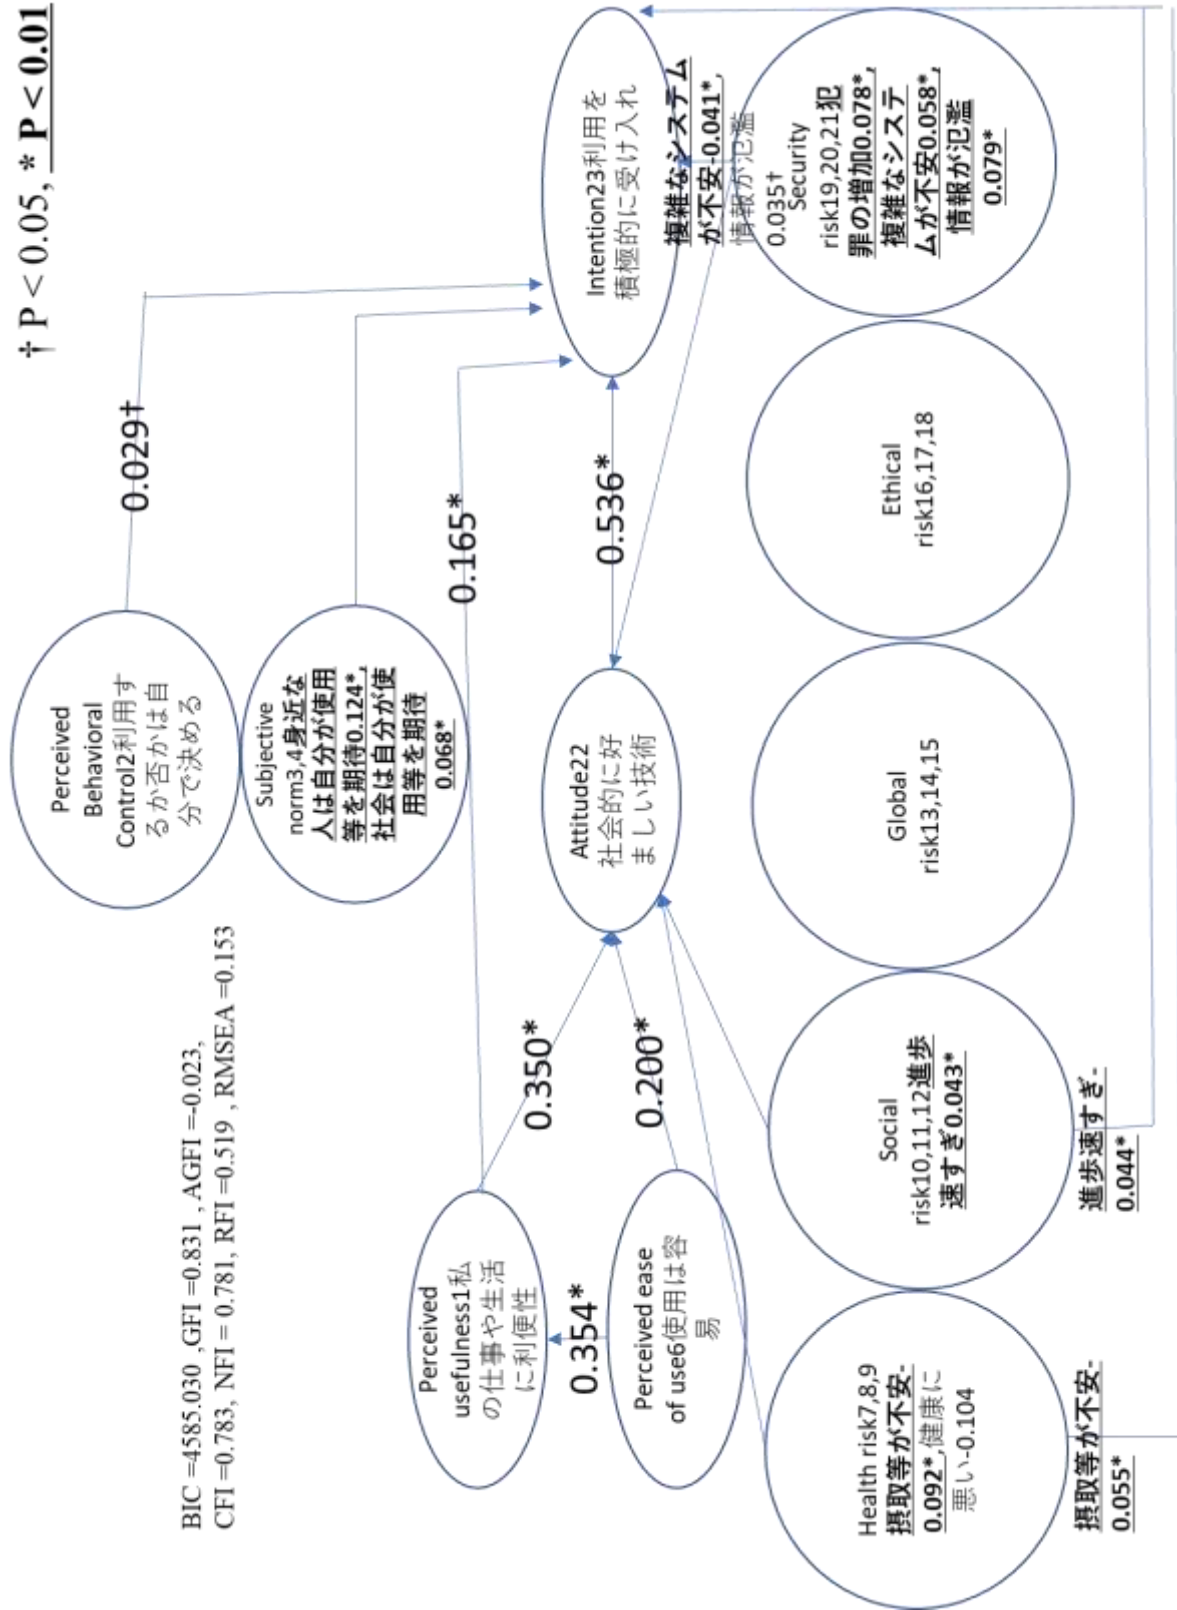 † P < 0.05, * P < 0.01
BIC =4585.030 ,GFI =0.831 , AGFI =-0.023,
CFI =0.783, NFI = 0.781, RFI =0.519 , RMSEA =0.153
Perceived
Behavioral
Control2利用す
るか否かは自
分で決める
0.029†
Subjective
norm3,4身近な
人は自分が使用
等を期待0.124*,
社会は自分が使
用等を期待
0.068*
0.165*
Perceived
usefulness1私
の仕事や生活
に利便性
0.350*
0.354*
Perceived ease
of use6使用は容
易
0.200*
Attitude22
社会的に好
ましい技術
0.536*
Intention23利用を
積極的に受け入れ
複雑なシステム
が不安-0.041*,
情報が氾濫
0.035†
Security
risk19,20,21犯
罪の増加0.078*,
複雑なシステ
ムが不安0.058*,
情報が氾濫
0.079*
Ethical
risk16,17,18
Global
risk13,14,15
Social
risk10,11,12進歩
速すぎ0.043*
進歩速すぎ-
0.044*
Health risk7,8,9
摂取等が不安-
0.092*,健康に
悪い-0.104
摂取等が不安-
0.055*